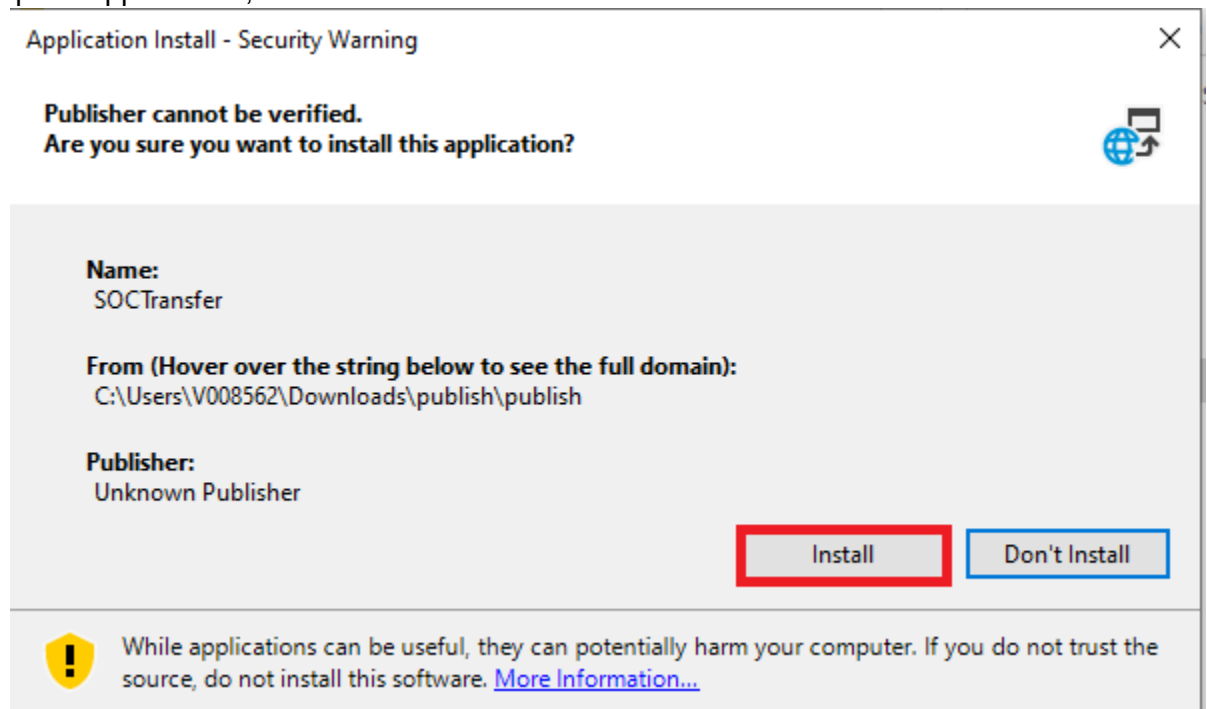 Application Install - Security Warning
Publisher cannot be verified.
Are you sure you want to install this application?
Name:
SOCTransfer
From (Hover over the string below to see the full domain):
C:\Users\V008562\Downloads\publish\publish
Publisher:
Unknown Publisher
Install
Don't Install
While applications can be useful, they can potentially harm your computer. If you do not trust the
source, do not install this software. More Information...